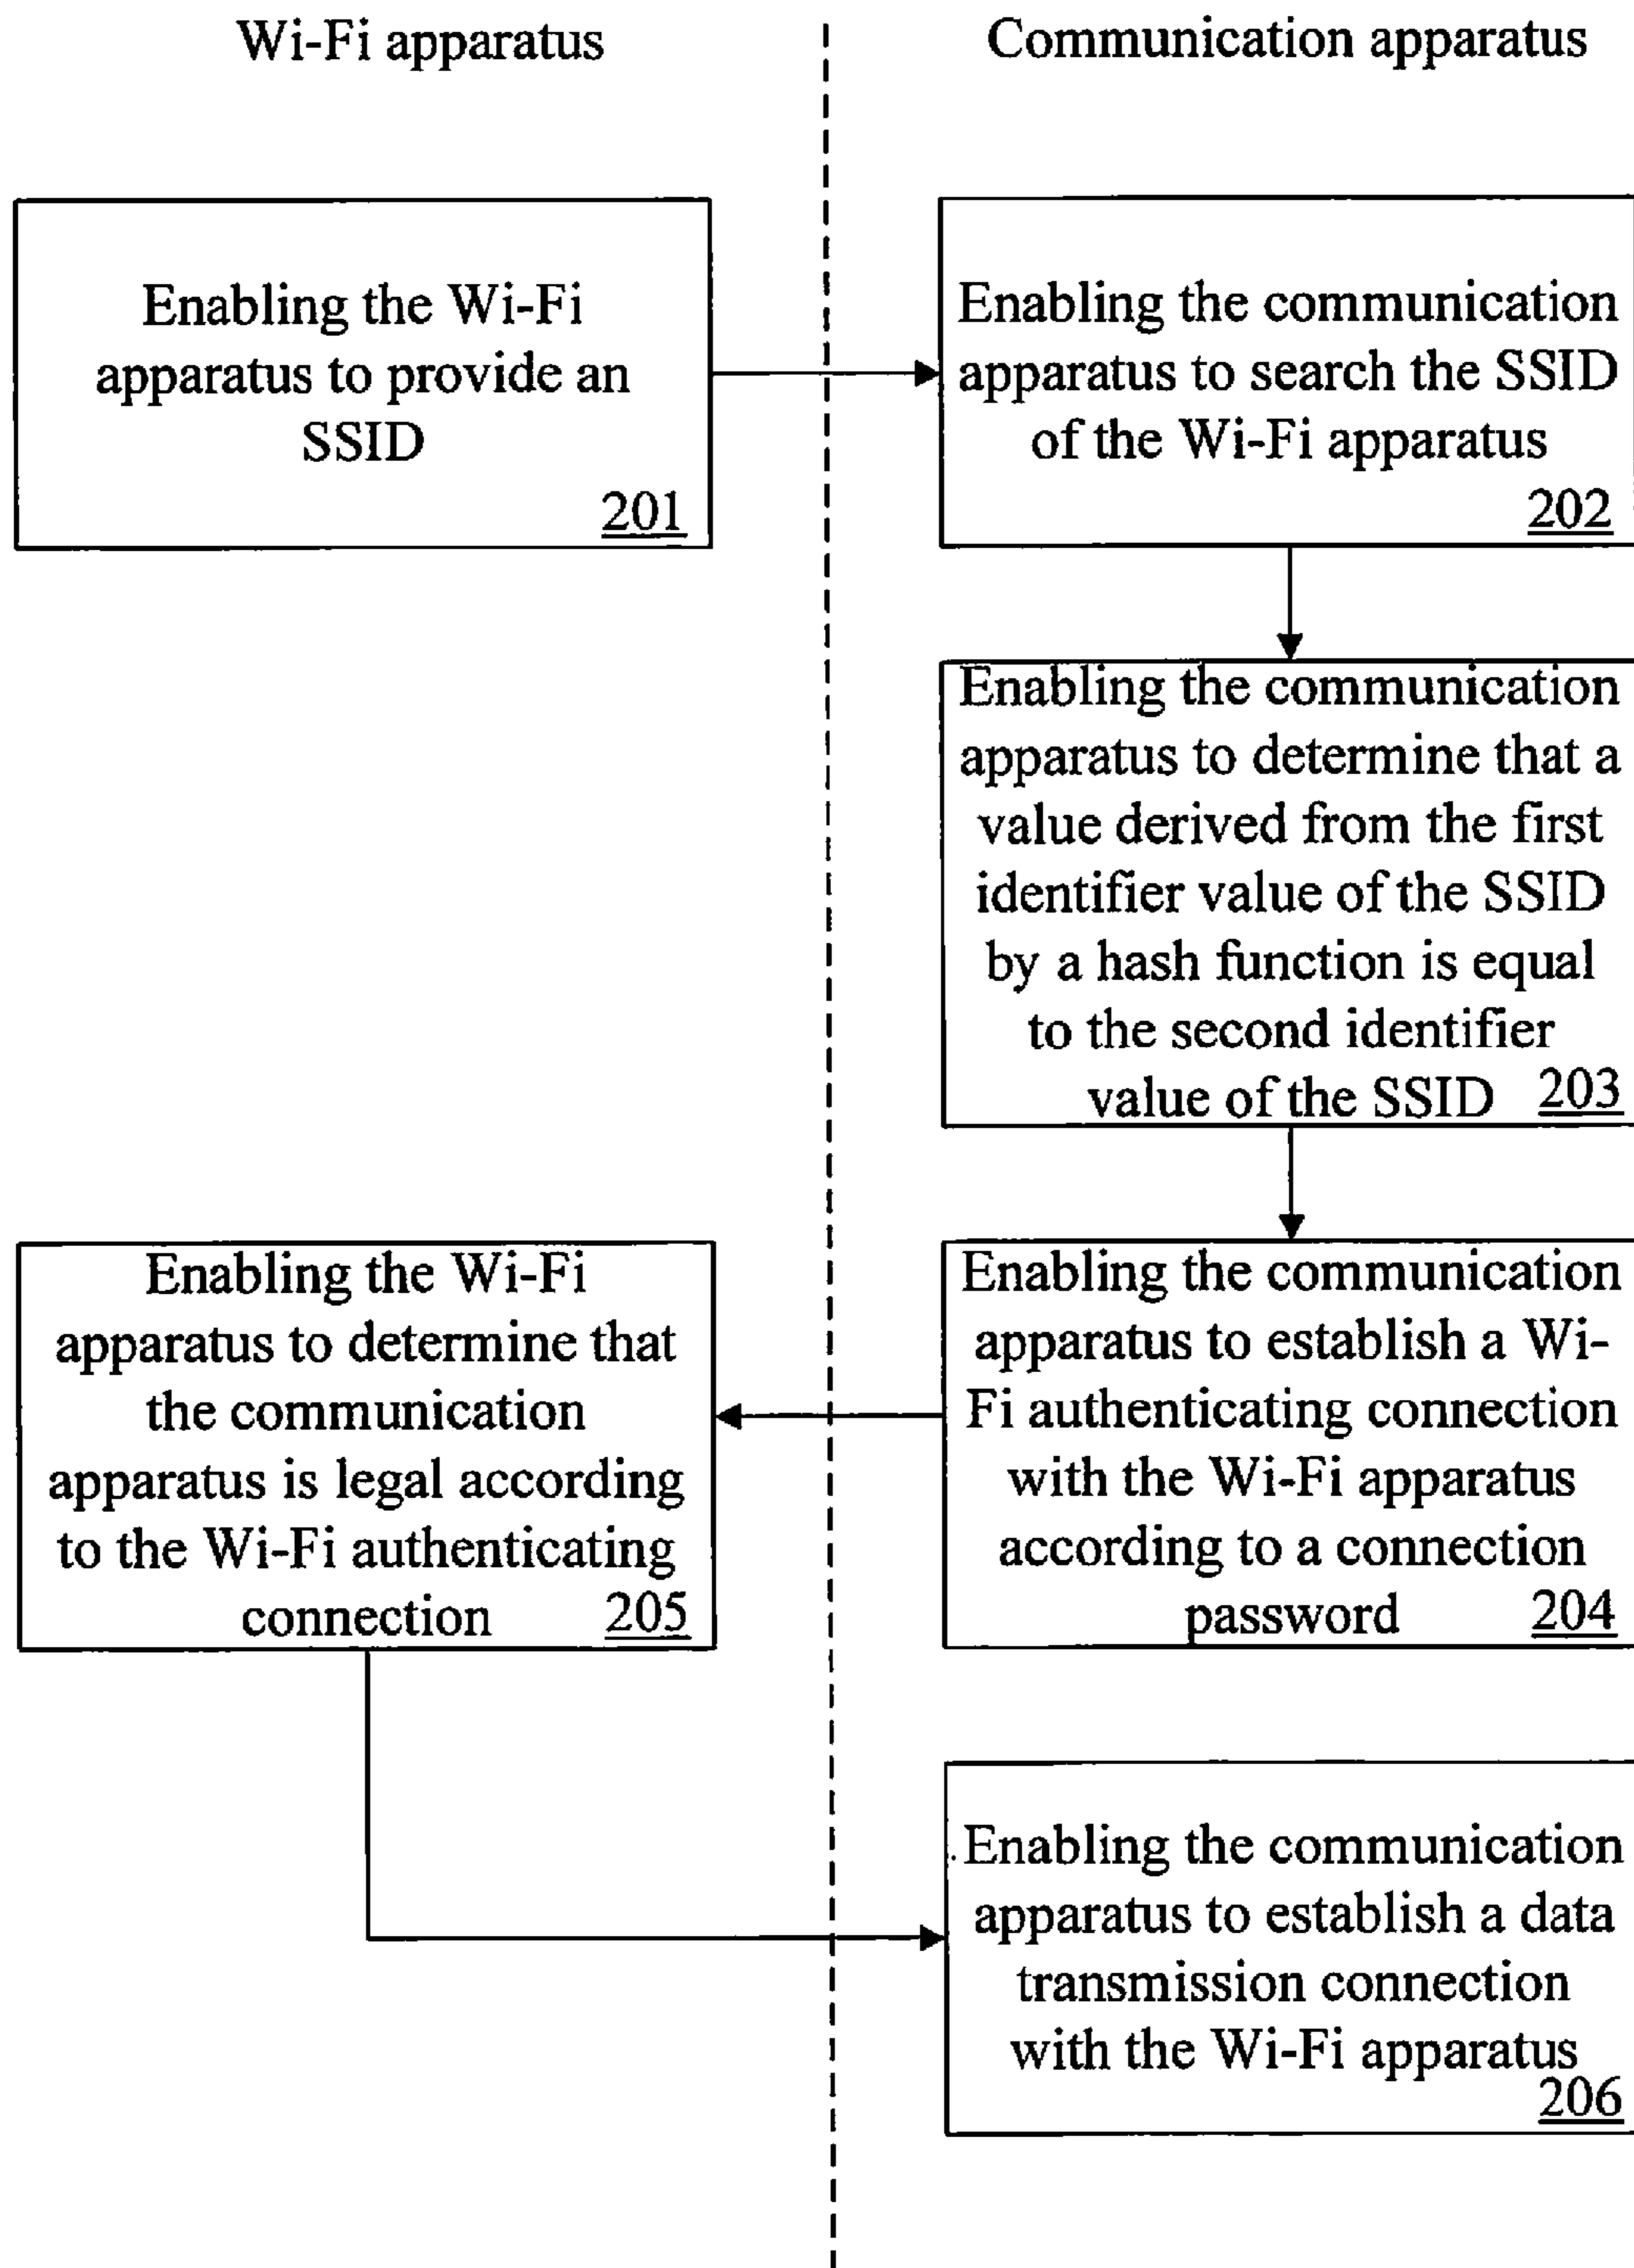 Wi-Fi apparatus
Communication apparatus
Enabling the Wi-Fi
apparatus to provide an
SSID
201
Enabling the communication
apparatus to search the SSID
of the Wi-Fi apparatus
202
Enabling the communication
apparatus to determine that a
value derived from the first
identifier value of the SSID
by a hash function is equal
to the second identifier
value of the SSID 203
Enabling the communication
apparatus to establish a Wi-
Fi authenticating connection
with the Wi-Fi apparatus
according to a connection
password 204
Enabling the Wi-Fi
apparatus to determine that
the communication
apparatus is legal according
to the Wi-Fi authenticating
connection 205
Enabling the communication
apparatus to establish a data
transmission connection
with the Wi-Fi apparatus
206